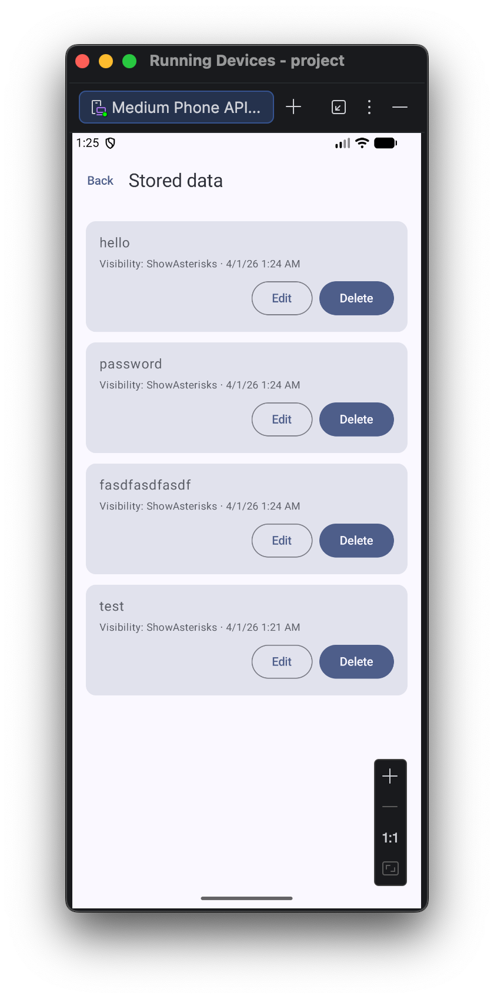 Running Devices - project
Medium Phone API...
1:25
Back Stored data
hello
Visibility: ShowAsterisks · 4/1/26 1:24 AM
Edit Delete
password
Visibility: ShowAsterisks · 4/1/26 1:24 AM
Edit Delete
fasdfasdfasdf
Visibility: ShowAsterisks · 4/1/26 1:24 AM
Edit Delete
test
Visibility: ShowAsterisks · 4/1/26 1:21 AM
Edit Delete
1:1